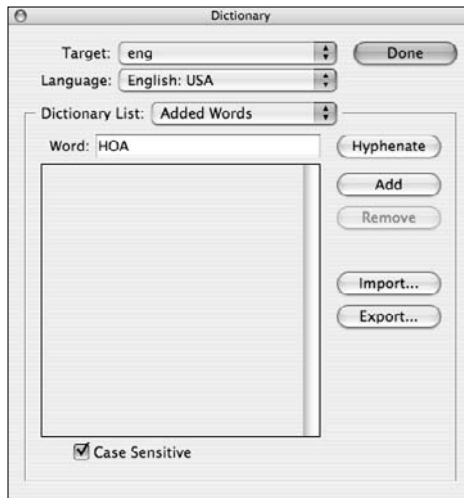 Dictionary
Target: eng Done
Language: English: USA
Dictionary List: Added Words
Word: HOA Hyphenate
Add
Remove
Import...
Export...
Case Sensitive